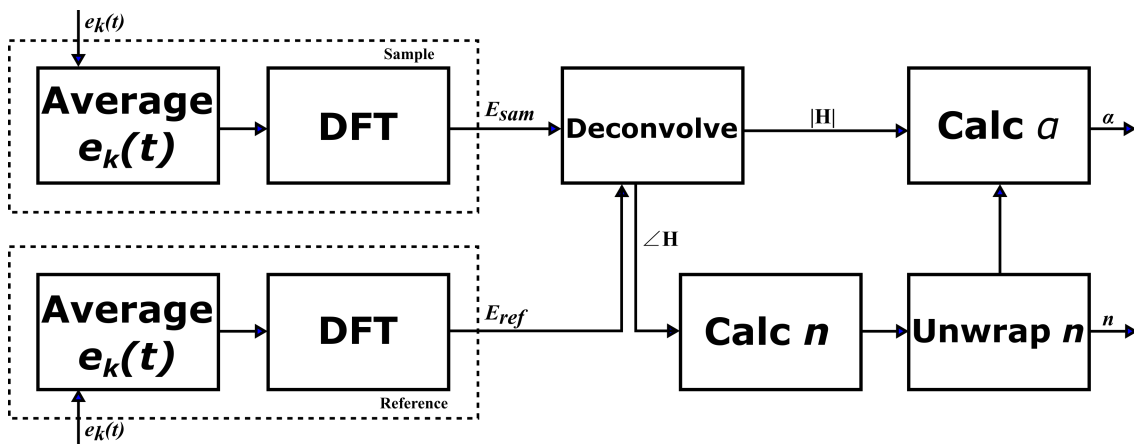 e_k(t)
Sample
Average
e_k(t)
DFT
E_sam
Deconvolve
|H|
Calc α
α
∠H
Average
e_k(t)
DFT
E_ref
Calc n
Unwrap n
n
Reference
e_k(t)